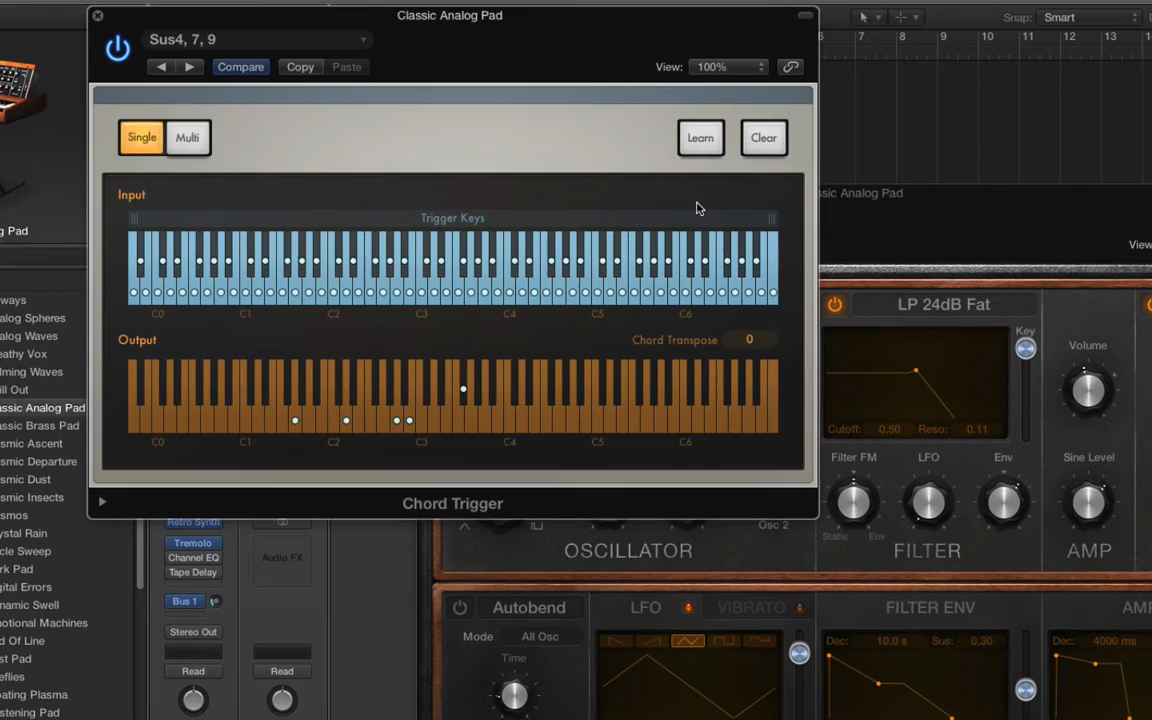 Classic Analog Pad
Sus4, 7, 9
Compare
Copy
Paste
View:
100%
Snap:
Smart
6
7
8
9
10
11
12
13
Single
Multi
Learn
Clear
Input
Trigger Keys
C0
C1
C2
C3
C4
C5
C6
Output
Chord Transpose
0
C0
C1
C2
C3
C4
C5
C6
Chord Trigger
ssic Analog Pad
View
LP 24dB Fat
Key
Volume
Cutoff: 0.50
Reso: 0.11
Filter FM
LFO
Env
Sine Level
Static
Env
Osc 2
OSCILLATOR
FILTER
AMP
g Pad
ways
alog Spheres
alog Waves
eathy Vox
lming Waves
ill Out
assic Analog Pad
assic Brass Pad
smic Ascent
smic Departure
smic Dust
smic Insects
smos
ystal Rain
cle Sweep
rk Pad
gital Errors
namic Swell
notional Machines
d Of Line
st Pad
eflies
ating Plasma
stening Pad
Retro Synth
Tremolo
Channel EQ
Tape Delay
Audio FX
Bus 1
Stereo Out
Read
Read
Autobend
LFO
VIBRATO
FILTER ENV
AM
Mode
All Osc
Time
Dec:
10.0 s
Sus: 0.30
Dec:
4000 ms